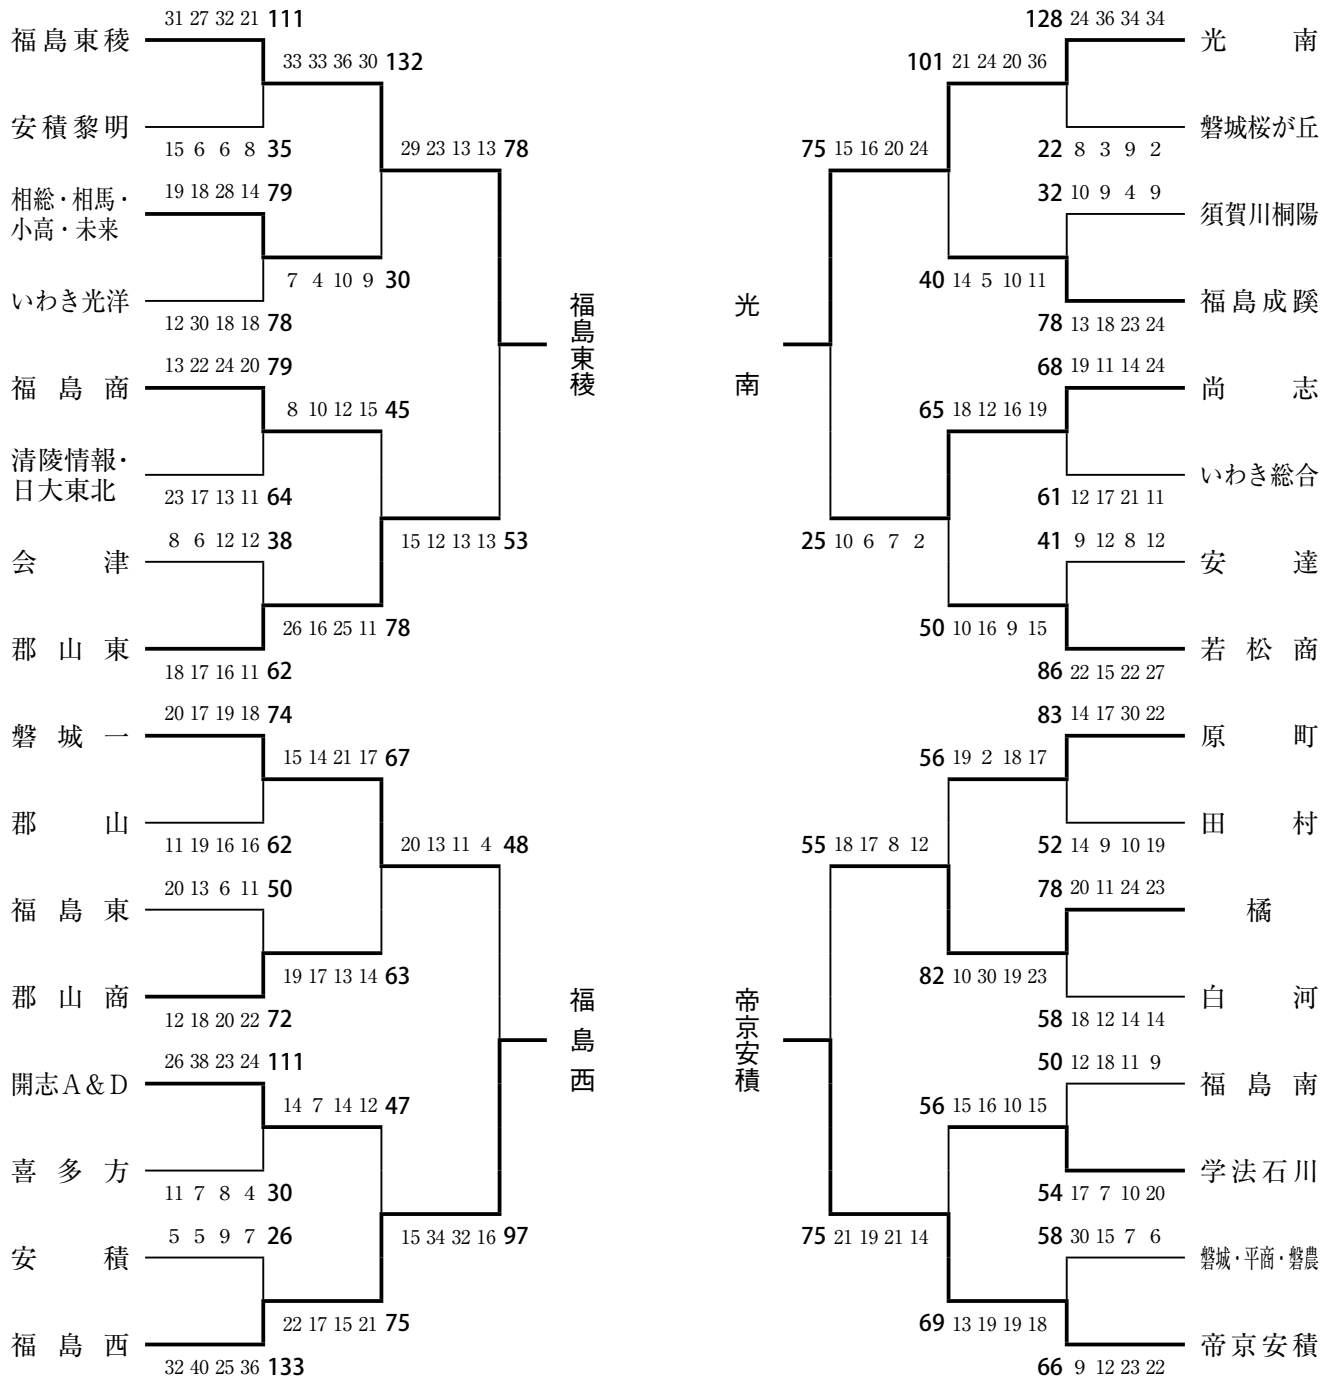 31 27 32 21 111
福島東稜
33 33 36 30 132
安積黎明
15 6 6 8 35
29 23 13 13 78
19 18 28 14 79
相総・相馬・
小高・未来
7 4 10 9 30
いわき光洋
12 30 18 18 78
福島東稜
13 22 24 20 79
福島商
8 10 12 15 45
清陵情報・
日大東北
23 17 13 11 64
8 6 12 12 38
15 12 13 13 53
会津
26 16 25 11 78
郡山東
18 17 16 11 62
20 17 19 18 74
磐城一
15 14 21 17 67
郡山
11 19 16 16 62
20 13 11 4 48
20 13 6 11 50
福島東
19 17 13 14 63
郡山商
12 18 20 22 72
福島西
26 38 23 24 111
開志A&D
14 7 14 12 47
喜多方
11 7 8 4 30
5 5 9 7 26
15 34 32 16 97
安積
22 17 15 21 75
福島西
32 40 25 36 133
128 24 36 34 34
光南
101 21 24 20 36
磐城桜が丘
22 8 3 9 2
75 15 16 20 24
32 10 9 4 9
須賀川桐陽
40 14 5 10 11
福島成蹊
78 13 18 23 24
光南
68 19 11 14 24
尚志
65 18 12 16 19
いわき総合
61 12 17 21 11
25 10 6 7 2
41 9 12 8 12
安達
50 10 16 9 15
若松商
86 22 15 22 27
83 14 17 30 22
原町
56 19 2 18 17
田村
52 14 9 10 19
55 18 17 8 12
78 20 11 24 23
橘
82 10 30 19 23
白河
58 18 12 14 14
帝京安積
50 12 18 11 9
福島南
56 15 16 10 15
学法石川
54 17 7 10 20
75 21 19 21 14
58 30 15 7 6
磐城・平商・磐農
69 13 19 19 18
帝京安積
66 9 12 23 22